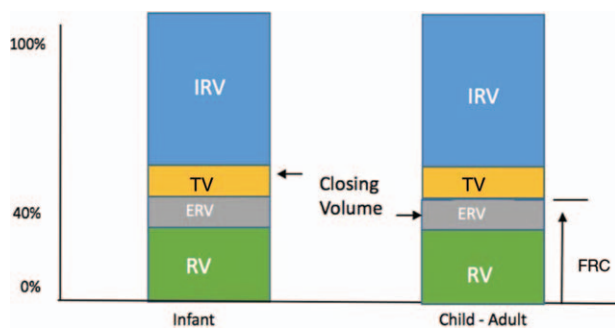 100%
IRV
IRV
TV
Closing
Volume
TV
40%
ERV
ERV
RV
RV
FRC
0%
Infant
Child - Adult